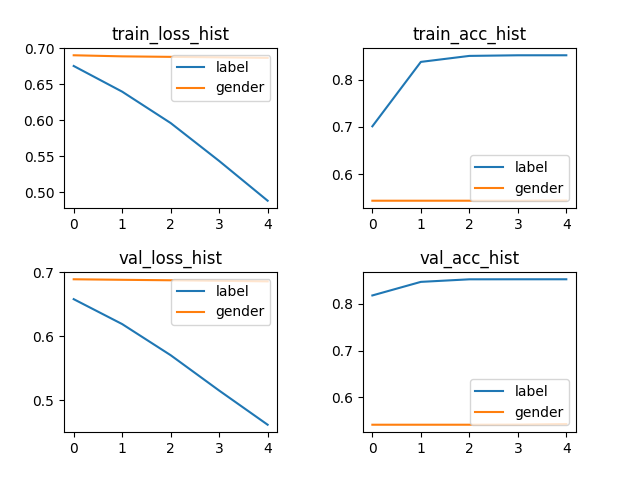 train_loss_hist
0.70
0.65
0.60
0.55
0.50
0 1 2 3 4
label
gender
train_acc_hist
0.8
0.7
0.6
0 1 2 3 4
label
gender
val_loss_hist
0.7
0.6
0.5
0 1 2 3 4
label
gender
val_acc_hist
0.8
0.7
0.6
0 1 2 3 4
label
gender